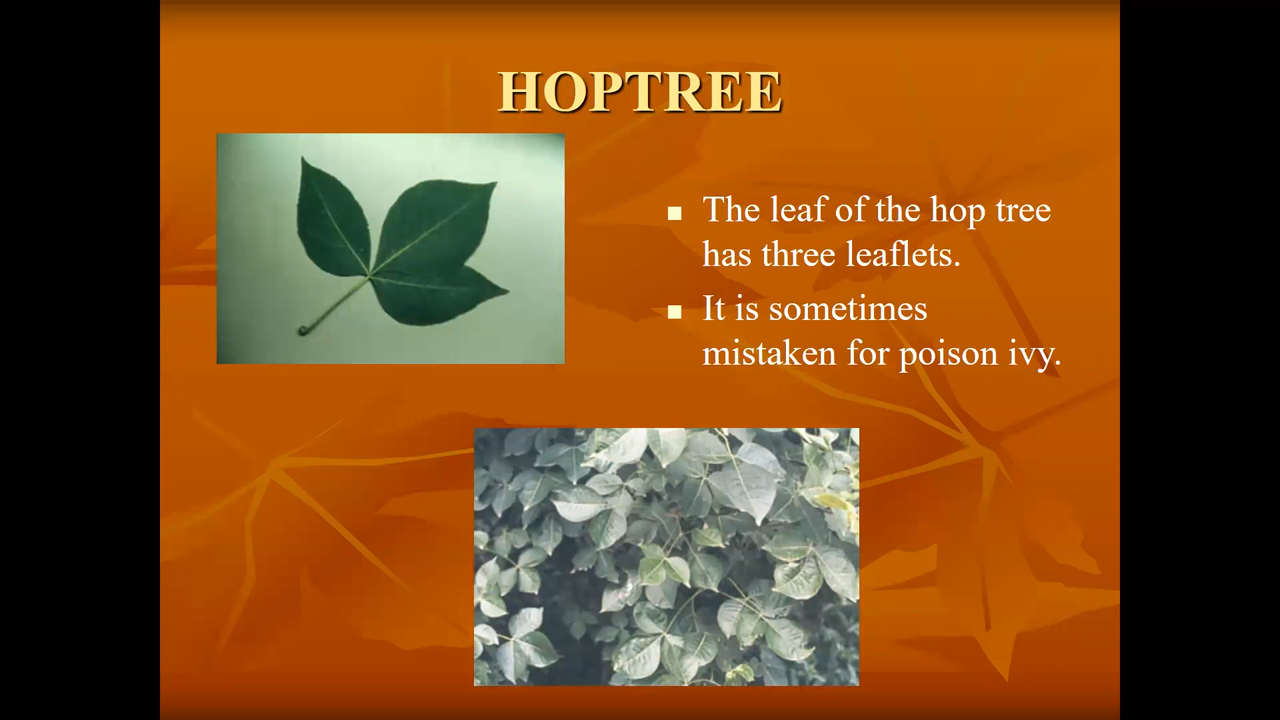 HOPTREE
The leaf of the hop tree
has three leaflets.
It is sometimes
mistaken for poison ivy.